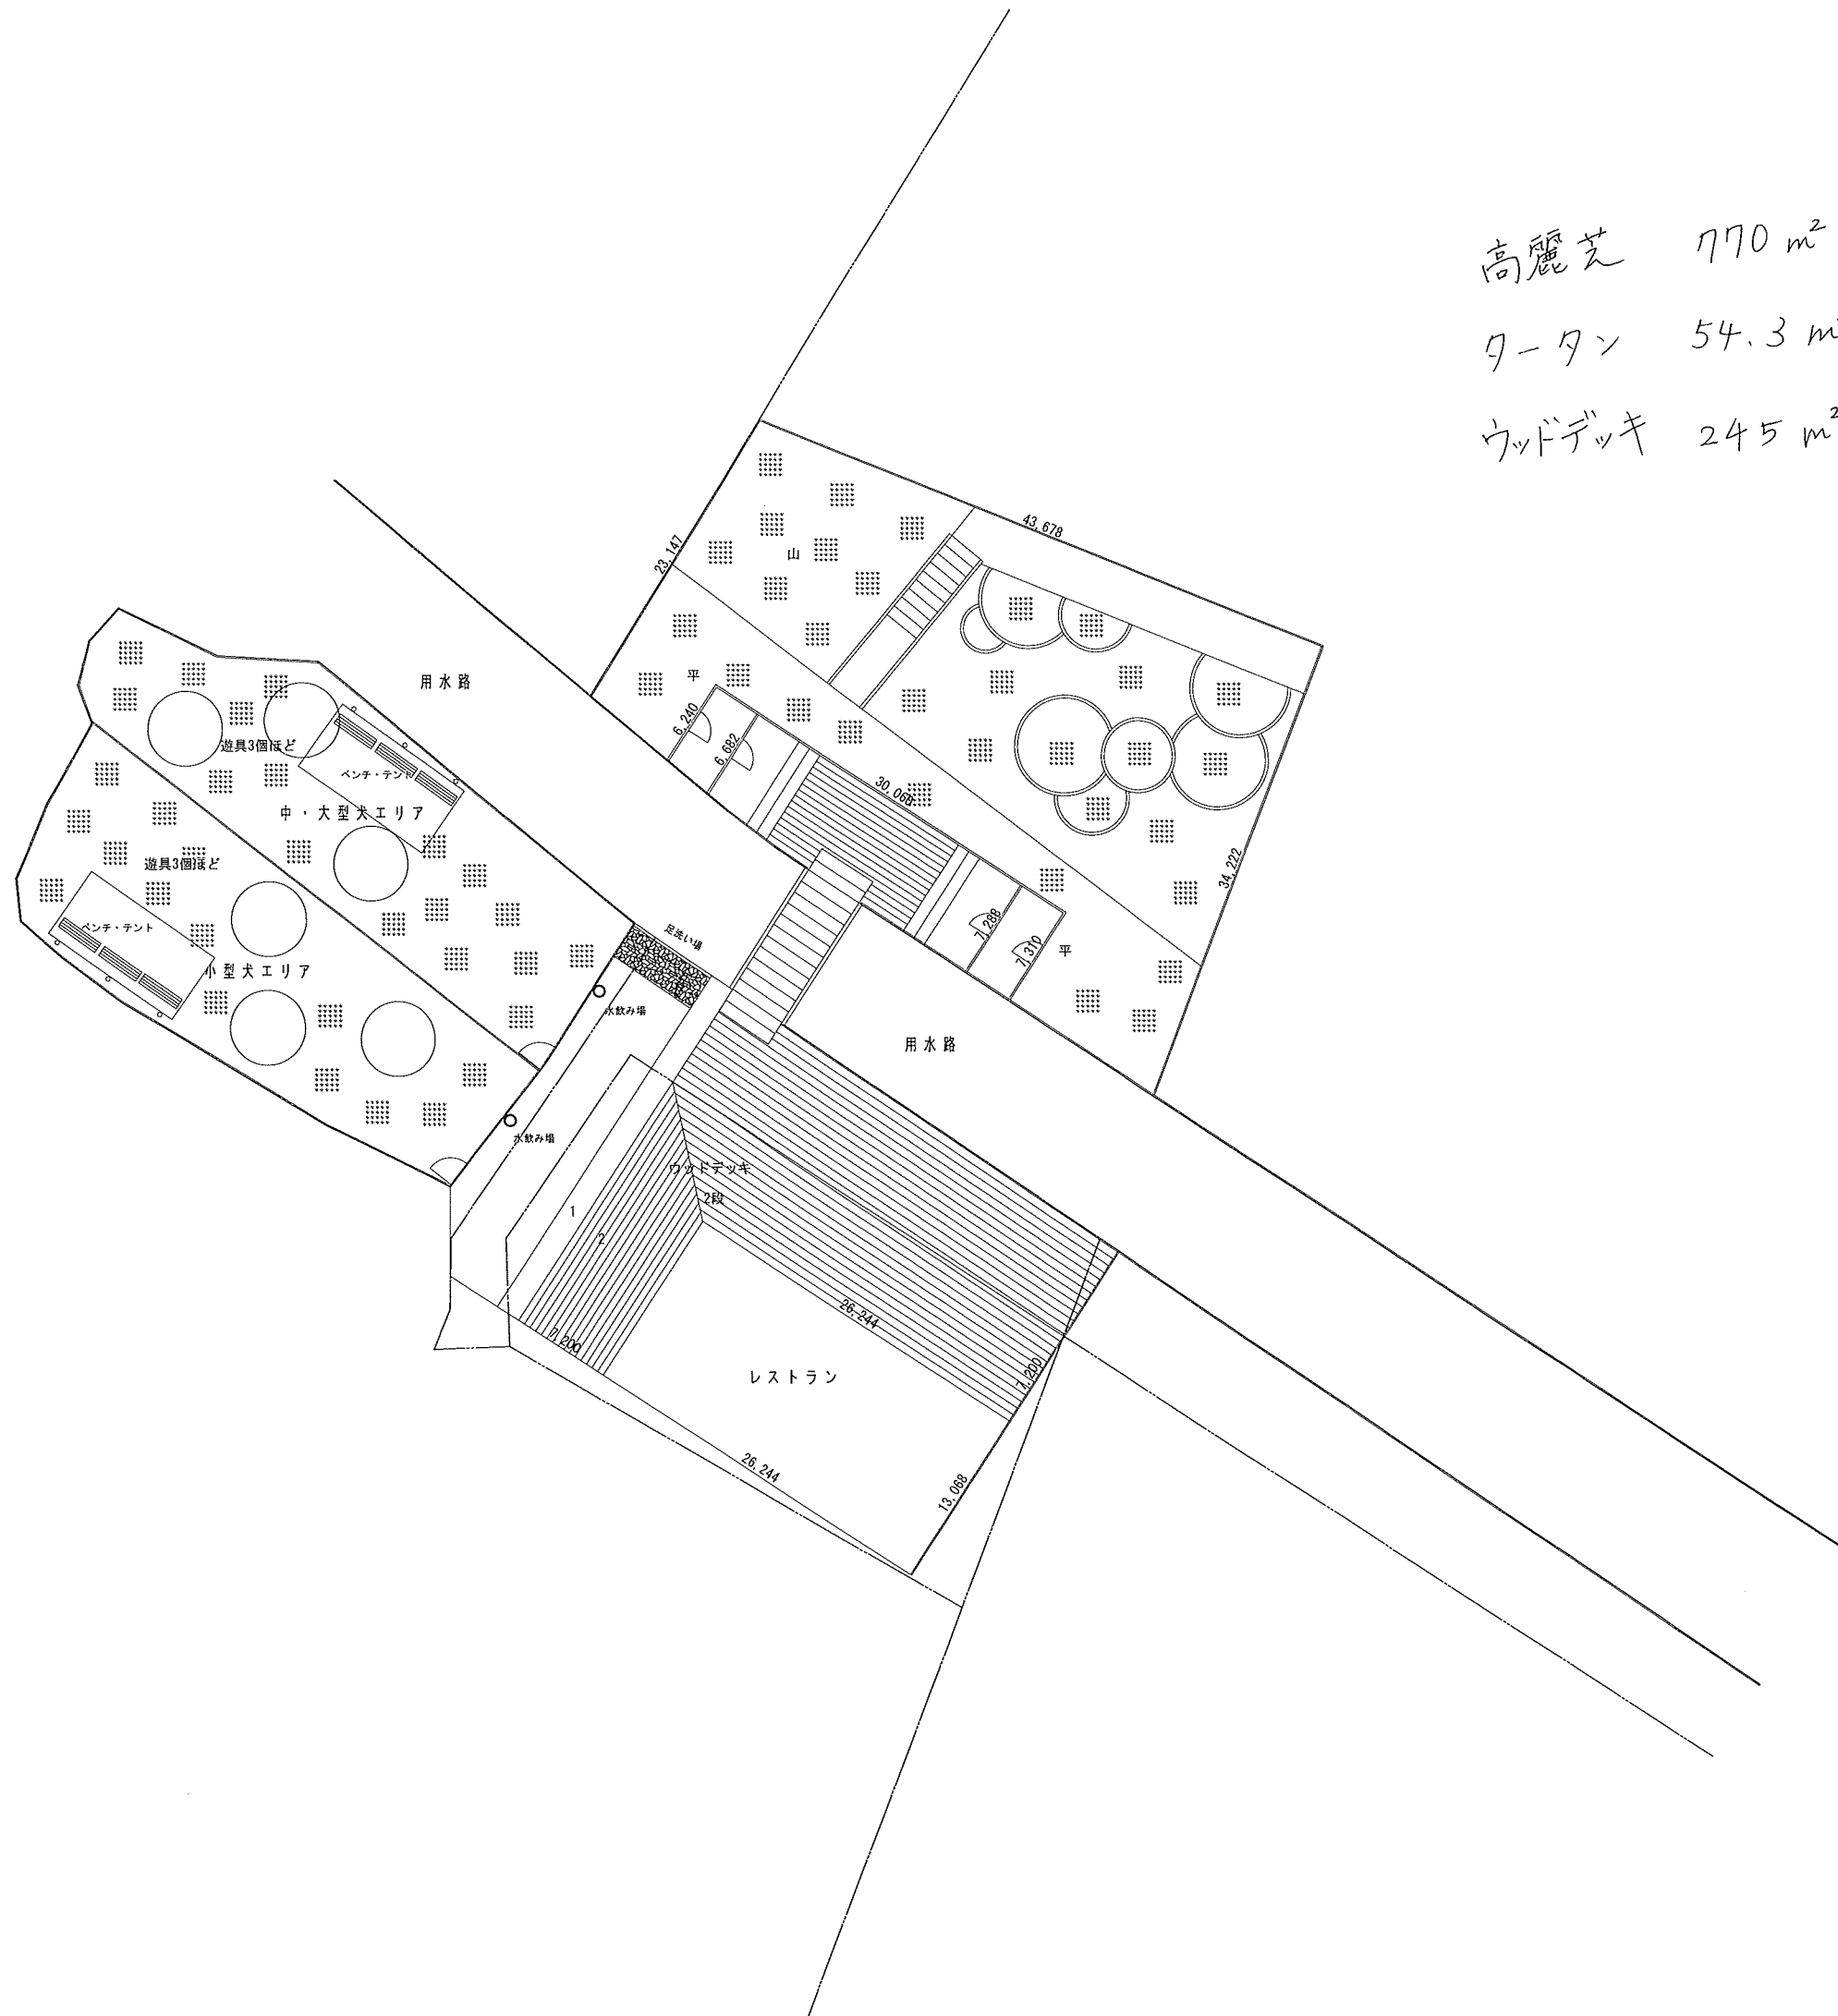 高麗芝 770 m²
タータン 54.3 m
ウッドデッキ 245 m²
43,678
23,147
山
平
用水路
6,240
6,682
30,068
遊具3個ほど
ベンチ・テント
中・大型犬エリア
遊具3個ほど
34,222
ベンチ・テント
足洗い場
7,288
7,310
平
小型犬エリア
水飲み場
用水路
水飲み場
ウッドデッキ
2段
1
2
26,244
7,200
7,200
レストラン
26,244
13,068